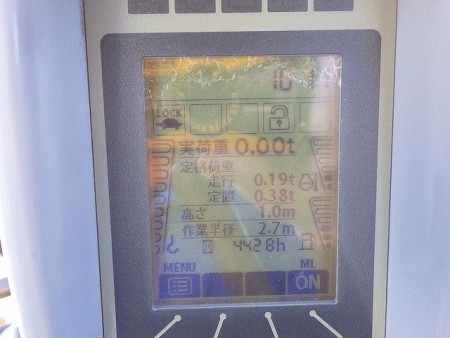 LOCK
実荷重 0.00t
定格荷重
走行 0.19t
定置 0.38t
高さ 1.0m
作業半径 2.7m
4428h
MENU ML
ON